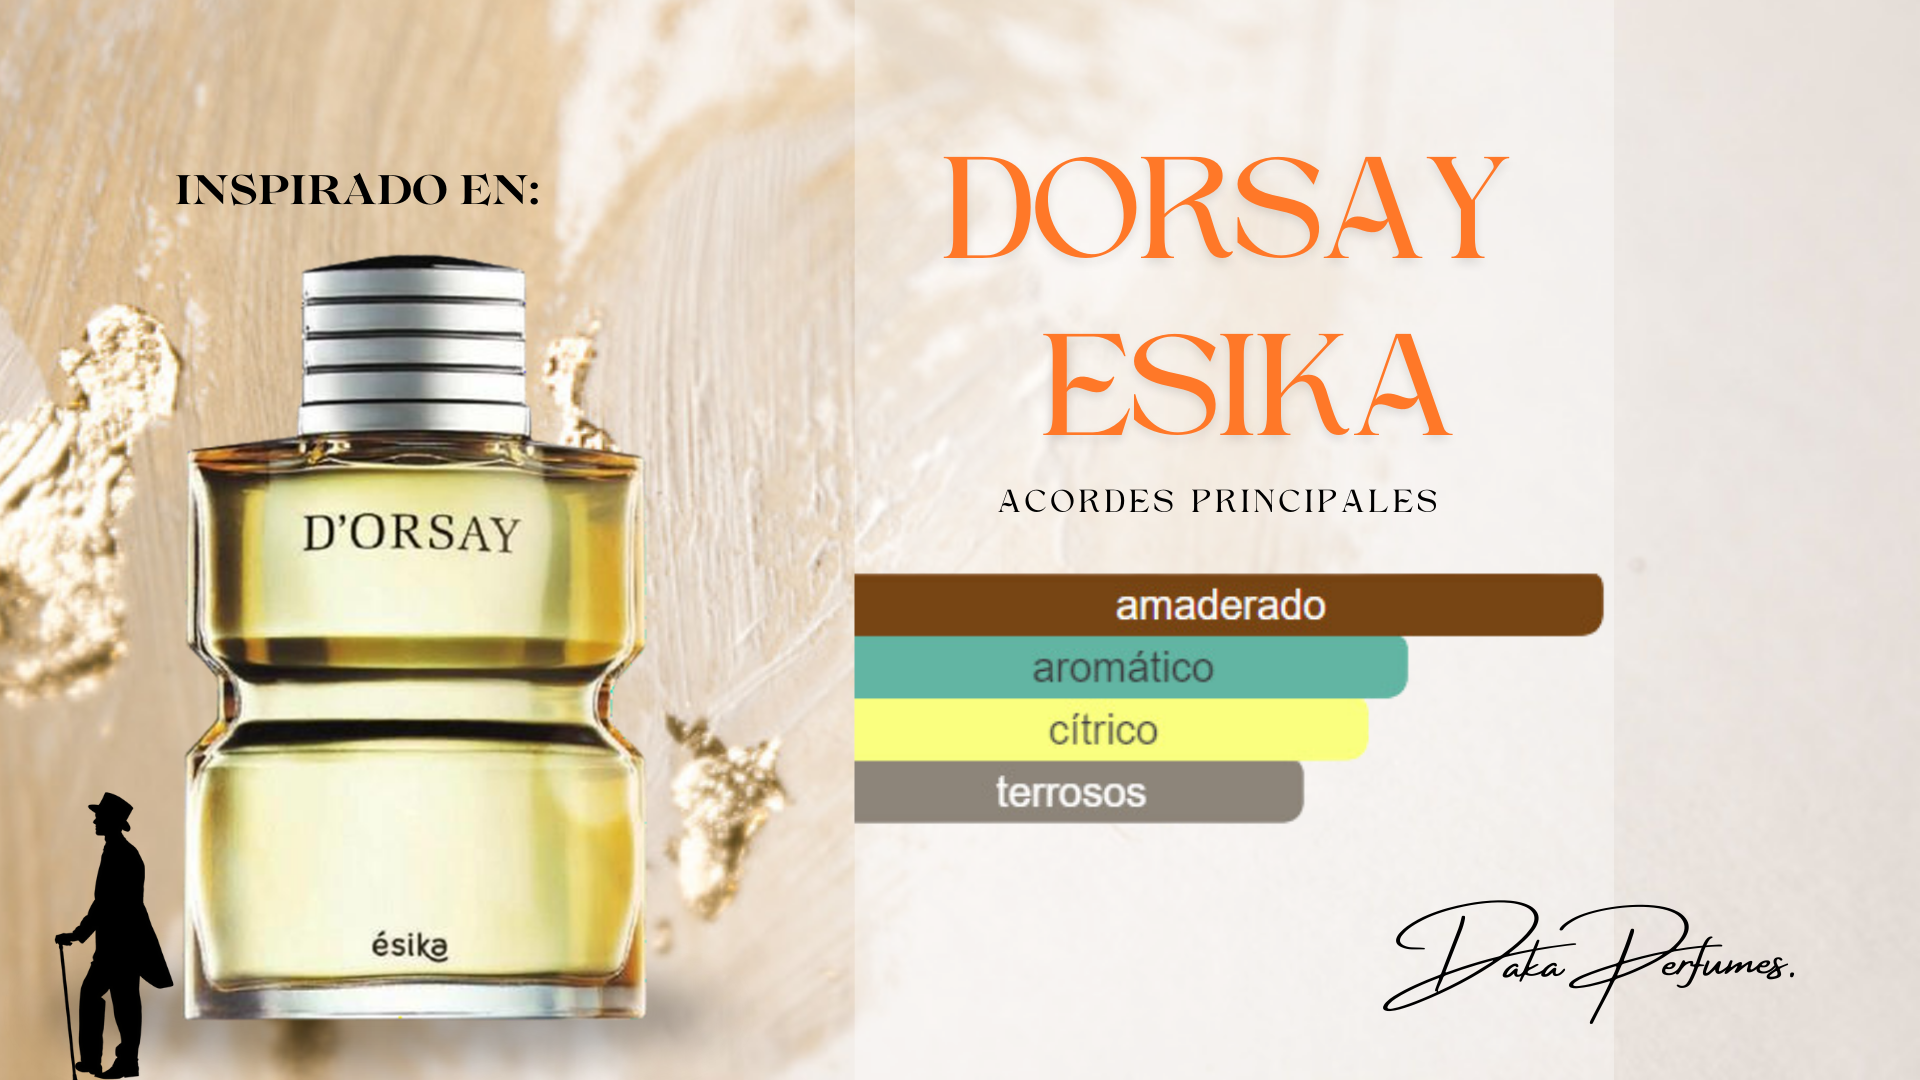 INSPIRADO EN:
D'ORSAY
ésika
DORSAY
ESIKA
ACORDES PRINCIPALES
amaderado
aromático
cítrico
terrosos
Daka Perfumes.